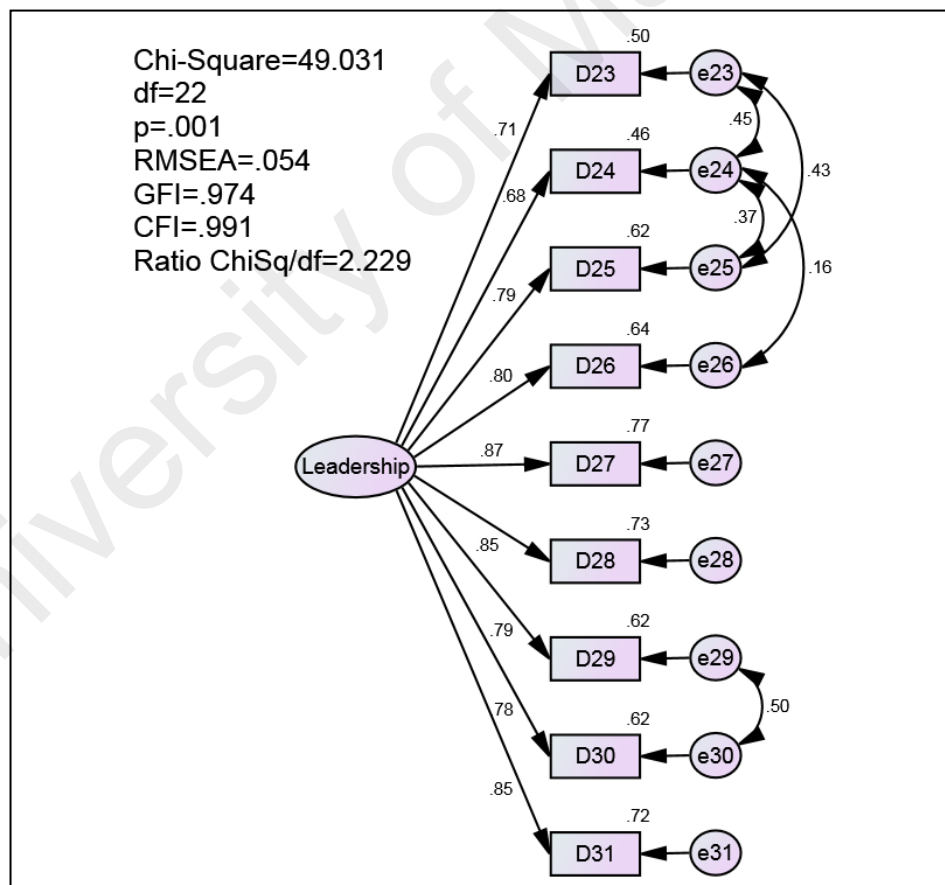 Chi-Square=49.031
df=22
p=.001
RMSEA=.054
GFI=.974
CFI=.991
Ratio ChiSq/df=2.229
.50
D23
e23
.71
.45
.46
D24
e24
.68
.43
.37
.62
D25
e25
.79
.16
.64
D26
e26
.80
.77
Leadership
.87
D27
e27
.73
.85
D28
e28
.62
.79
D29
e29
.50
.78
.62
D30
e30
.85
.72
D31
e31
University of M